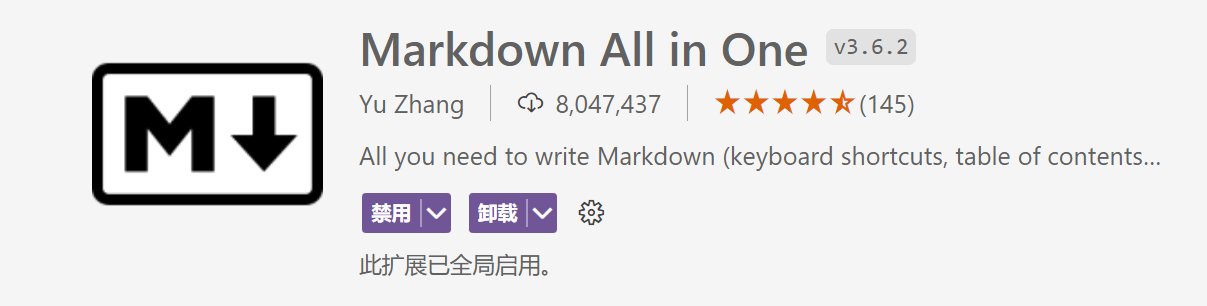 Markdown All in One v3.6.2
M
Yu Zhang 8,047,437 (145)
All you need to write Markdown (keyboard shortcuts, table of contents...
禁用 卸载
此扩展已全局启用。